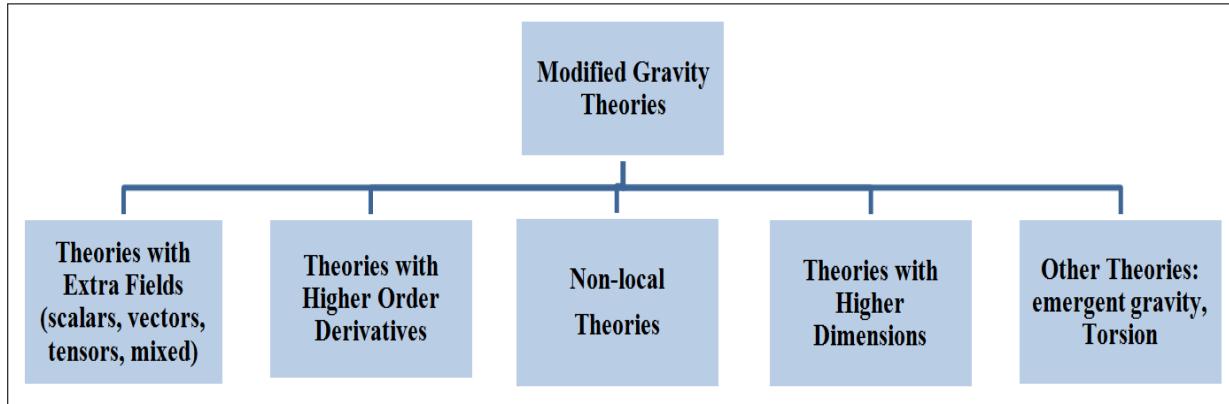 Modified Gravity
Theories
Theories with
Extra Fields
(scalars, vectors,
tensors, mixed)
Theories with
Higher Order
Derivatives
Non-local
Theories
Theories with
Higher
Dimensions
Other Theories:
emergent gravity,
Torsion